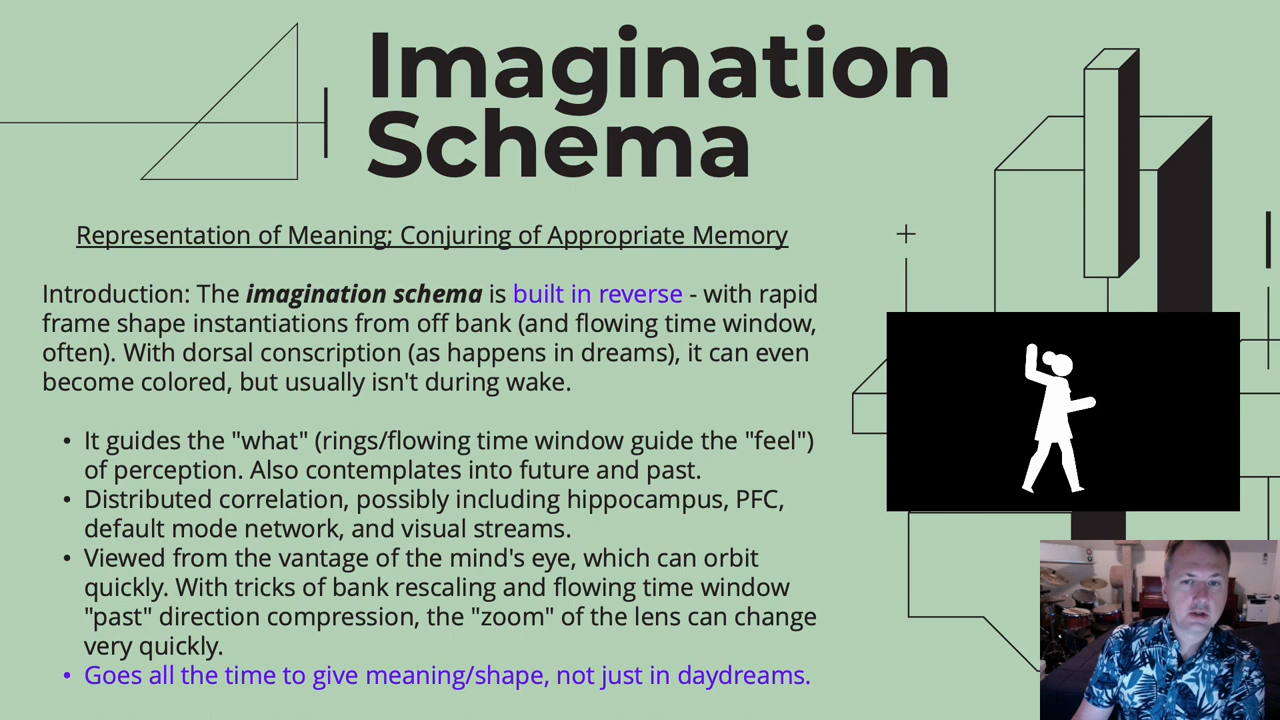 Imagination
Schema
Representation of Meaning; Conjuring of Appropriate Memory
Introduction: The imagination schema is built in reverse - with rapid
frame shape instantiations from off bank (and flowing time window,
often). With dorsal conscription (as happens in dreams), it can even
become colored, but usually isn't during wake.
• It guides the "what" (rings/flowing time window guide the "feel")
of perception. Also contemplates into future and past.
• Distributed correlation, possibly including hippocampus, PFC,
default mode network, and visual streams.
• Viewed from the vantage of the mind's eye, which can orbit
quickly. With tricks of bank rescaling and flowing time window
"past" direction compression, the "zoom" of the lens can change
very quickly.
• Goes all the time to give meaning/shape, not just in daydreams.